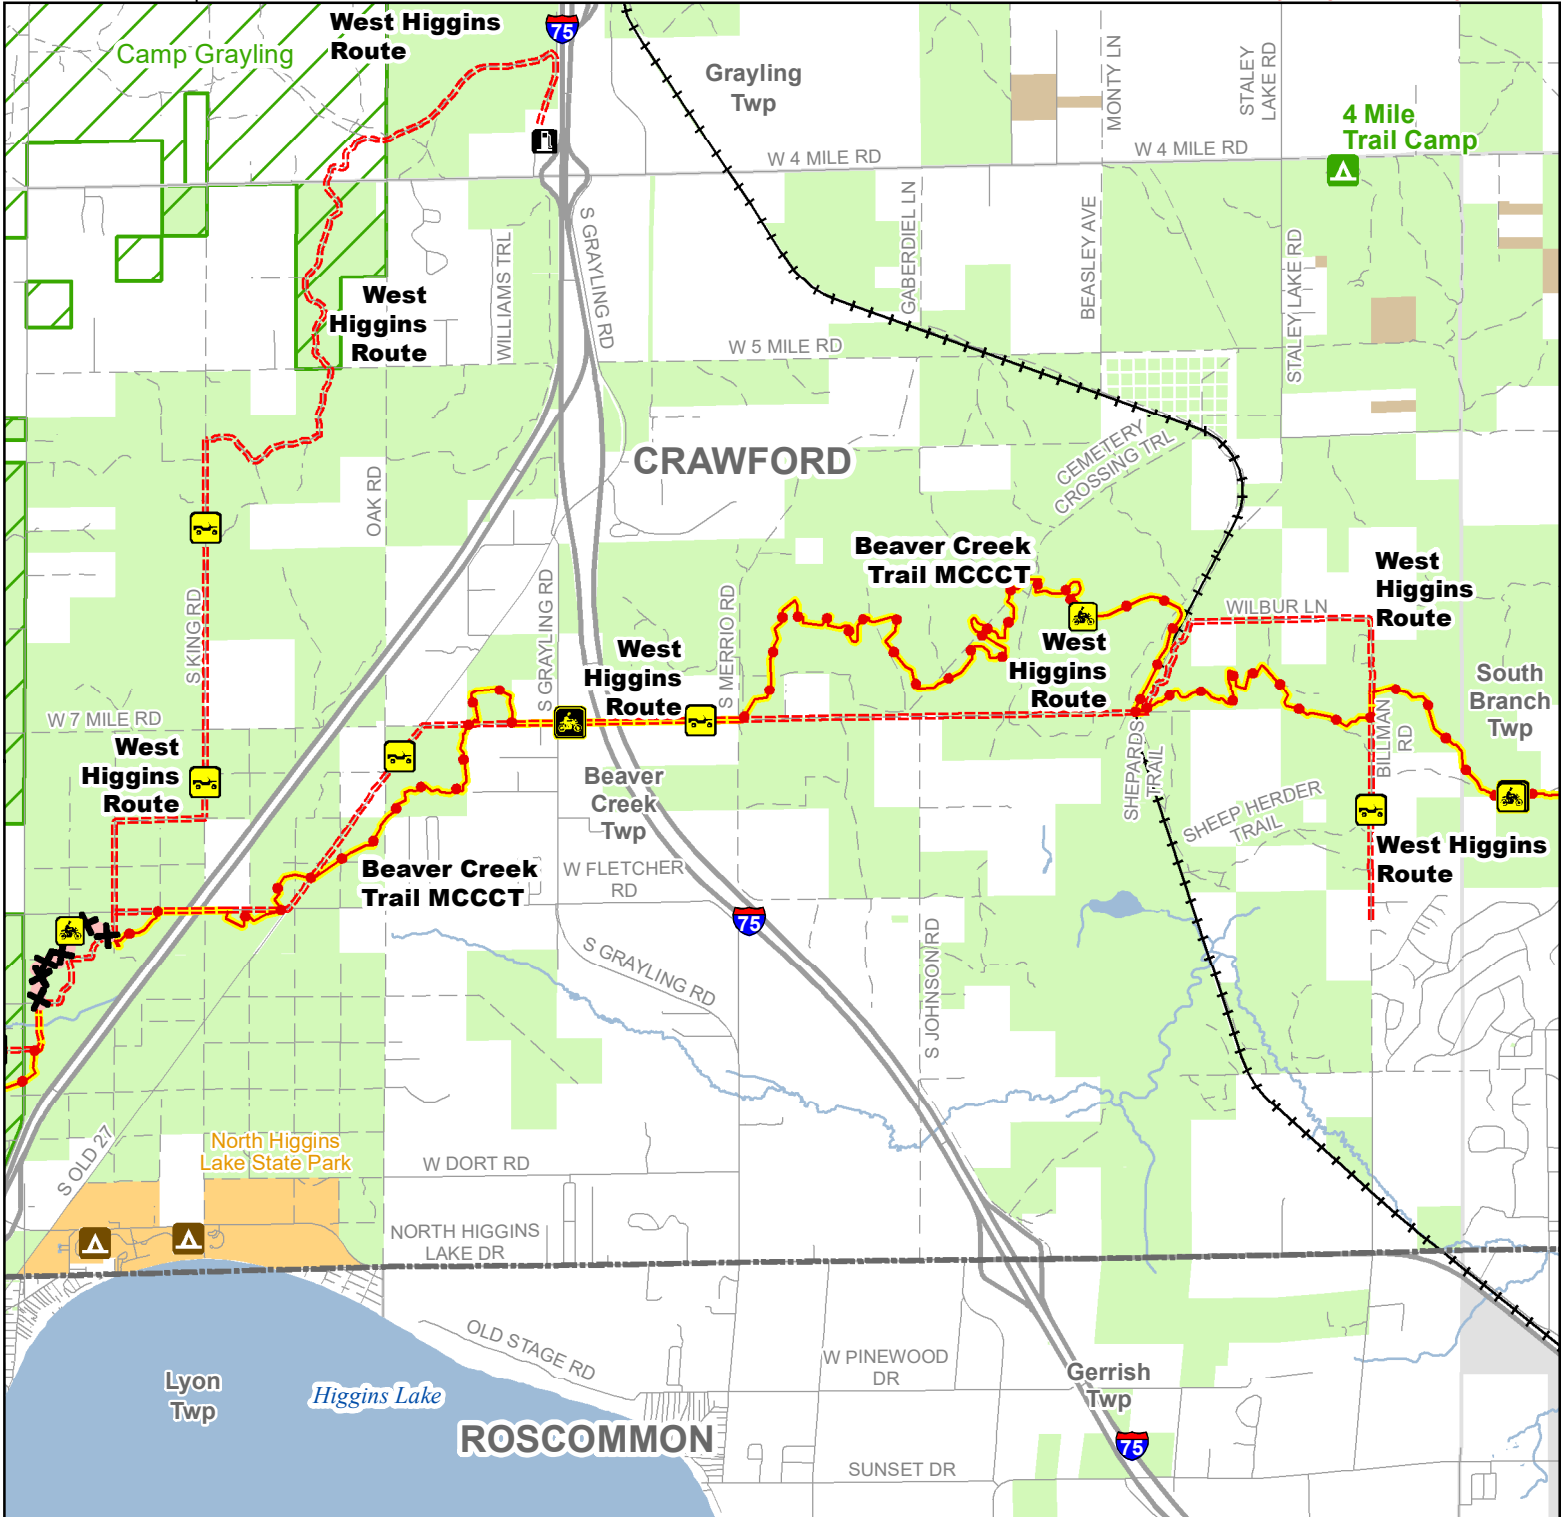 West Higgins
Route
75
Camp Grayling
Grayling
Twp
MONTY LN
STALEY
LAKE RD
4 Mile
Trail Camp
W 4 MILE RD
W 4 MILE RD
S GRAYLING RD
WILLIAMS TRL
GABERDIEL LN
BEASLEY AVE
STALEY LAKE RD
West
Higgins
Route
W 5 MILE RD
CRAWFORD
CEMETERY
CROSSING TRL
OAK RD
S KING RD
S GRAYLING RD
S MERRIO RD
Beaver Creek
Trail MCCCT
West
Higgins
Route
WILBUR LN
West
Higgins
Route
West
Higgins
Route
South
Branch
Twp
W 7 MILE RD
West
Higgins
Route
Beaver
Creek
Twp
SHEPARDS
TRAIL
BILLMAN
RD
SHEEP HERDER
TRAIL
West Higgins
Route
Beaver Creek
Trail MCCCT
W FLETCHER
RD
75
S GRAYLING RD
S JOHNSON RD
S OLD 27
North Higgins
Lake State Park
W DORT RD
NORTH HIGGINS
LAKE DR
OLD STAGE RD
W PINEWOOD
DR
Gerrish
Twp
Lyon
Twp
Higgins Lake
ROSCOMMON
75
SUNSET DR